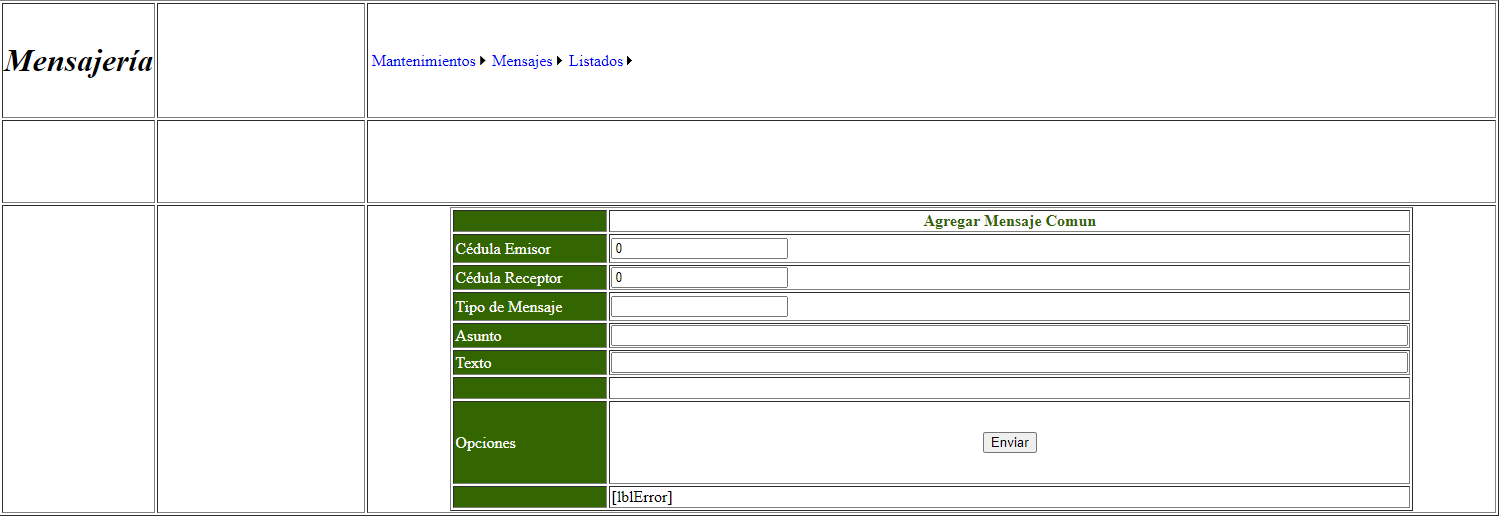 Mensajería
Mantenimientos Mensajes Listados
Agregar Mensaje Comun
Cédula Emisor 0
Cédula Receptor 0
Tipo de Mensaje
Asunto
Texto
Opciones Enviar
[lblError]